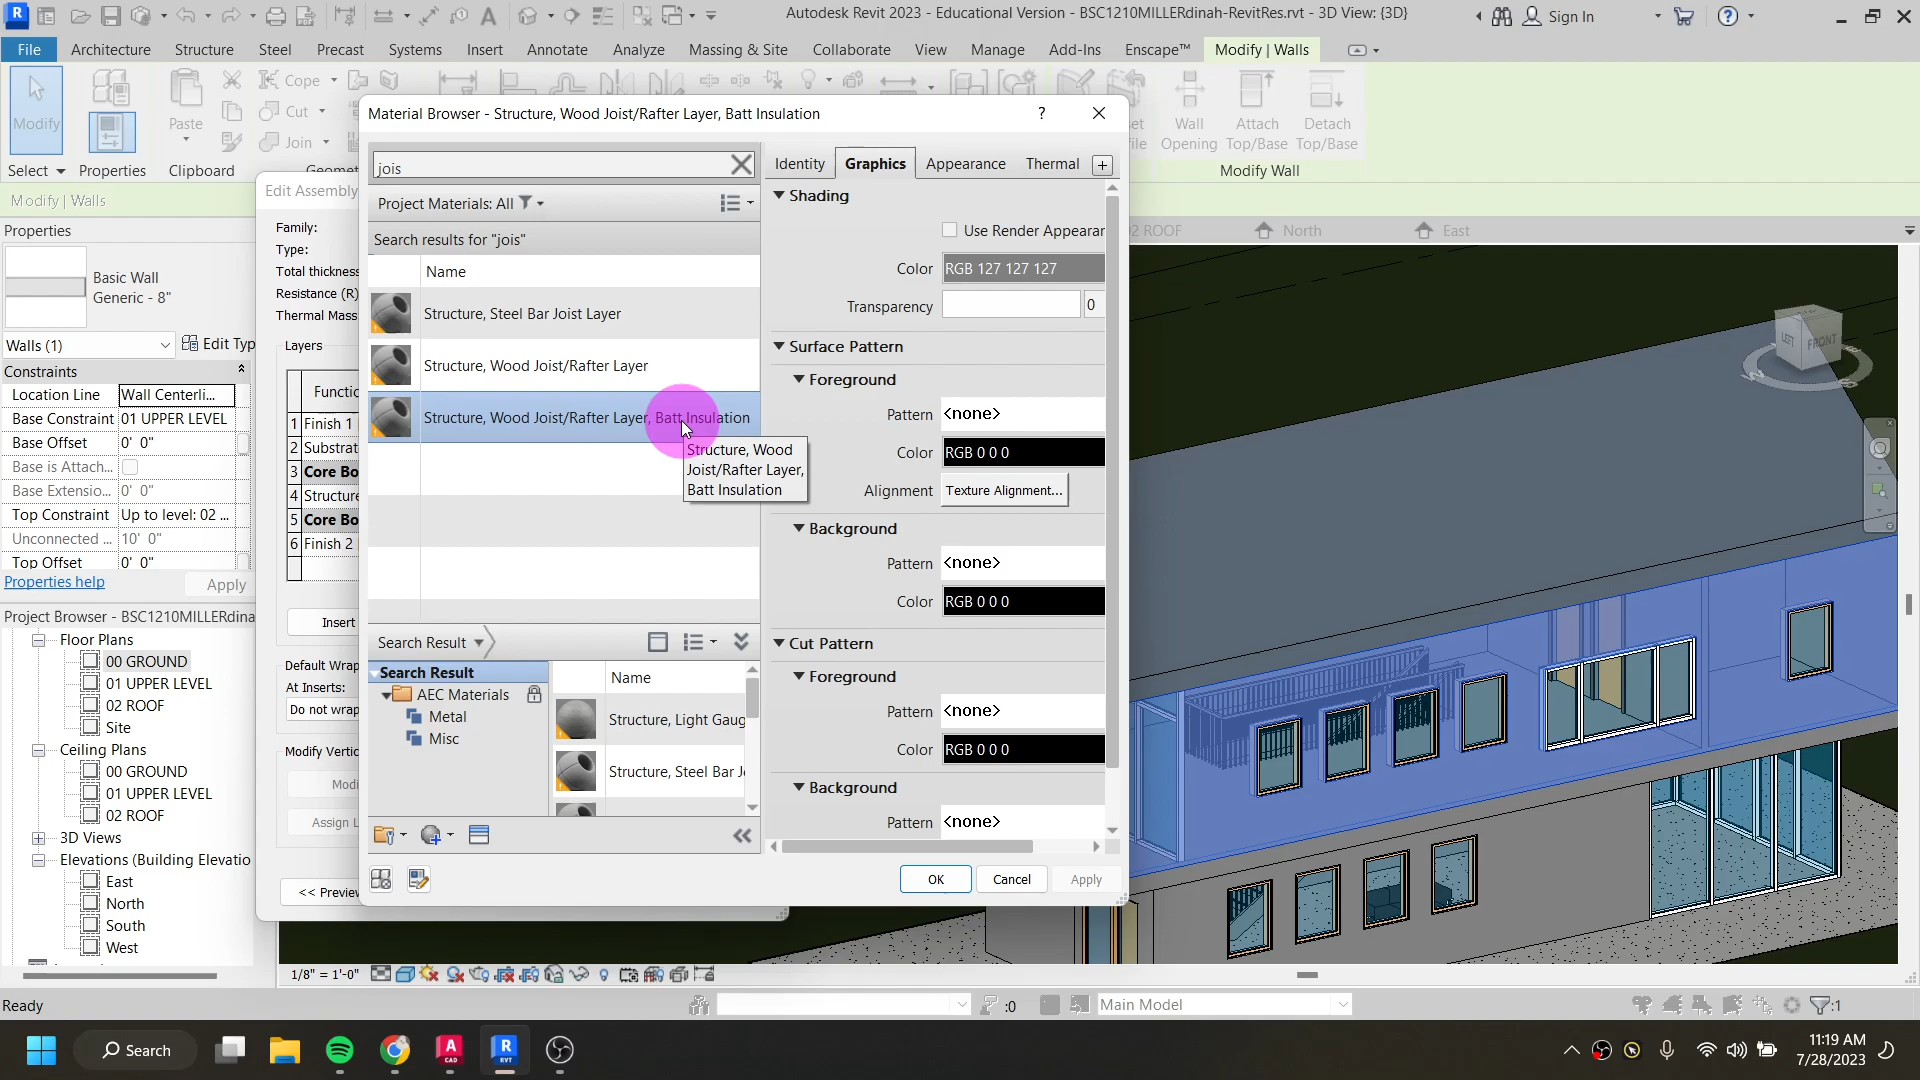 Autodesk Revit 2023 - Educational Version - BSC1210MILLERdinah-RevitRes.rvt - 3D View: {3D}
Sign In
File Architecture Structure Steel Precast Systems Insert Annotate Analyze Massing & Site Collaborate View Manage Add-Ins Enscape™ Modify | Walls
Modify
Paste
Cope
Cut
Join
Wall Opening
Attach Top/Base
Detach Top/Base
Select Properties Clipboard
Modify Wall
Modify | Walls
Properties
Basic Wall
Generic - 8"
Walls (1)
Edit Typ
Constraints
Location Line Wall Centerli...
Base Constraint 01 UPPER LEVEL
Base Offset 0' 0"
Base is Attach...
Base Extensio... 0' 0"
Top Constraint Up to level: 02 ...
Unconnected ... 10' 0"
Top Offset 0' 0"
Properties help
Apply
Project Browser - BSC1210MILLERdina
Floor Plans
00 GROUND
01 UPPER LEVEL
02 ROOF
Site
Ceiling Plans
00 GROUND
01 UPPER LEVEL
02 ROOF
3D Views
Elevations (Building Elevatio
East
North
South
West
Edit Assembly
Family:
Type:
Total thickness
Resistance (R)
Thermal Mass
Layers
Functio
1 Finish 1
2 Substrat
3 Core Bo
4 Structure
5 Core Bo
6 Finish 2
Insert
Default Wrap
At Inserts:
Do not wrap
Modify Vertic
Modi
Assign L
<< Preview
Material Browser - Structure, Wood Joist/Rafter Layer, Batt Insulation
?
jois
Project Materials: All
Search results for "jois"
Name
Structure, Steel Bar Joist Layer
Structure, Wood Joist/Rafter Layer
Structure, Wood Joist/Rafter Layer, Batt Insulation
Structure, Wood
Joist/Rafter Layer,
Batt Insulation
Search Result
Search Result
AEC Materials
Metal
Misc
Name
Structure, Light Gaug
Structure, Steel Bar Jo
Identity Graphics Appearance Thermal
Shading
Use Render Appearan
Color RGB 127 127 127
Transparency 0
Surface Pattern
Foreground
Pattern <none>
Color RGB 0 0 0
Alignment Texture Alignment...
Background
Pattern <none>
Color RGB 0 0 0
Cut Pattern
Foreground
Pattern <none>
Color RGB 0 0 0
Background
Pattern <none>
OK Cancel Apply
02 ROOF North East
LEFT FRONT
1/8" = 1'-0"
Ready
:0
Main Model
:1
Search
11:19 AM
7/28/2023